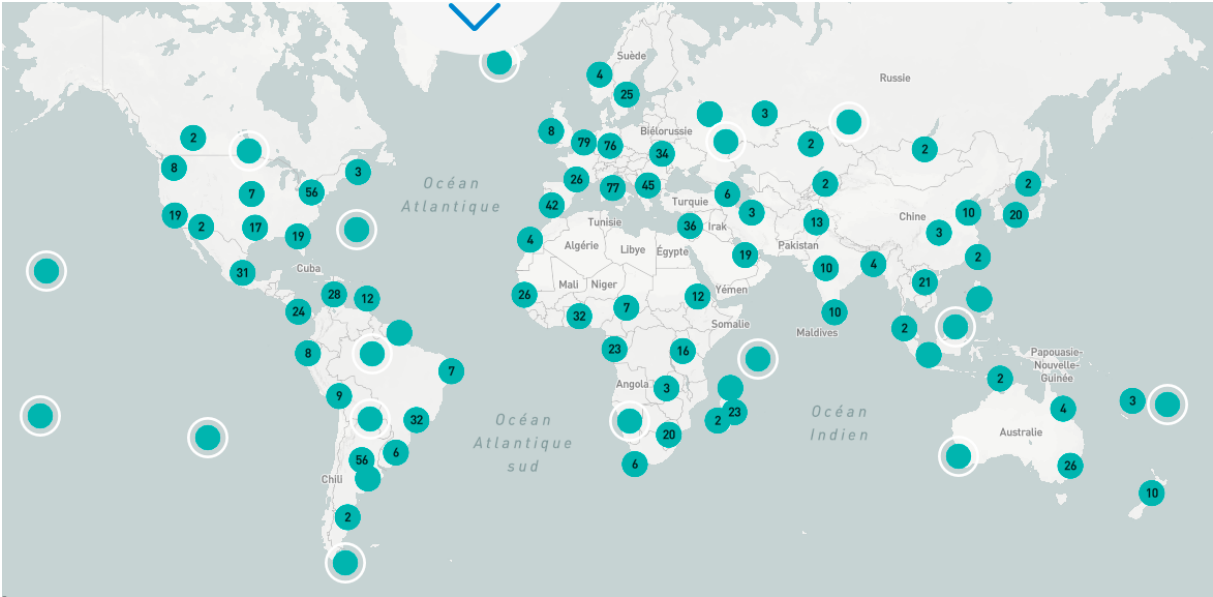 Suède
4
Russie
25
3
8
79
76
Biélorussie
34
2
2
2
8
3
26
77
45
2
2
Océan
Atlantique
7
56
42
Turquie
6
3
13
Chine
10
20
19
2
17
19
Tunisie
36
Irak
3
4
Algérie
Libye
Égypte
19
Pakistan
2
31
Cuba
10
4
21
28
12
26
Mali
Niger
12
Yémen
24
32
7
Somalie
10
Maldives
2
8
23
16
Papouasie-
Nouvelle-
Guinée
7
9
Angola
3
2
32
Océan
Atlantique
sud
20
2
23
Océan
Indien
4
3
Australie
6
56
6
26
Chili
2
10